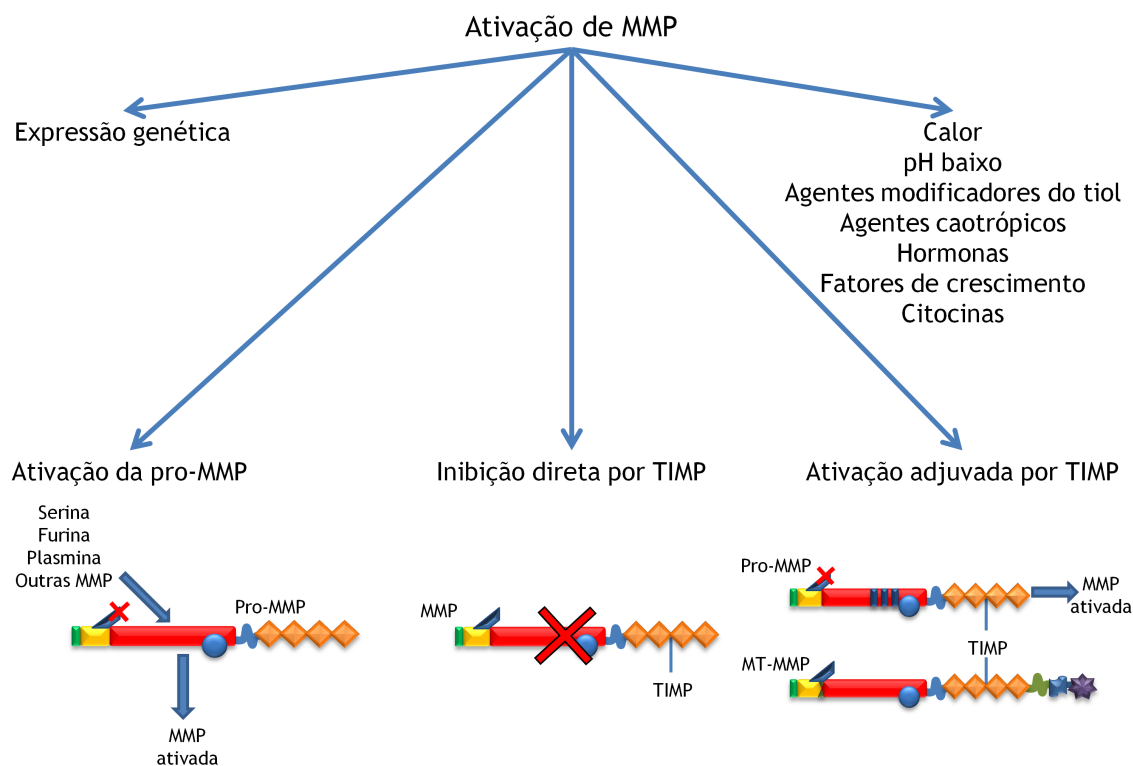 Ativação de MMP
Expressão genética
Calor
pH baixo
Agentes modificadores do tiol
Agentes caotrópicos
Hormonas
Fatores de crescimento
Citocinas
Ativação da pro-MMP
Serina
Furina
Plasmina
Outras MMP
Pro-MMP
MMP
ativada
Inibição direta por TIMP
MMP
TIMP
Ativação adjuvada por TIMP
Pro-MMP
MMP
ativada
TIMP
MT-MMP